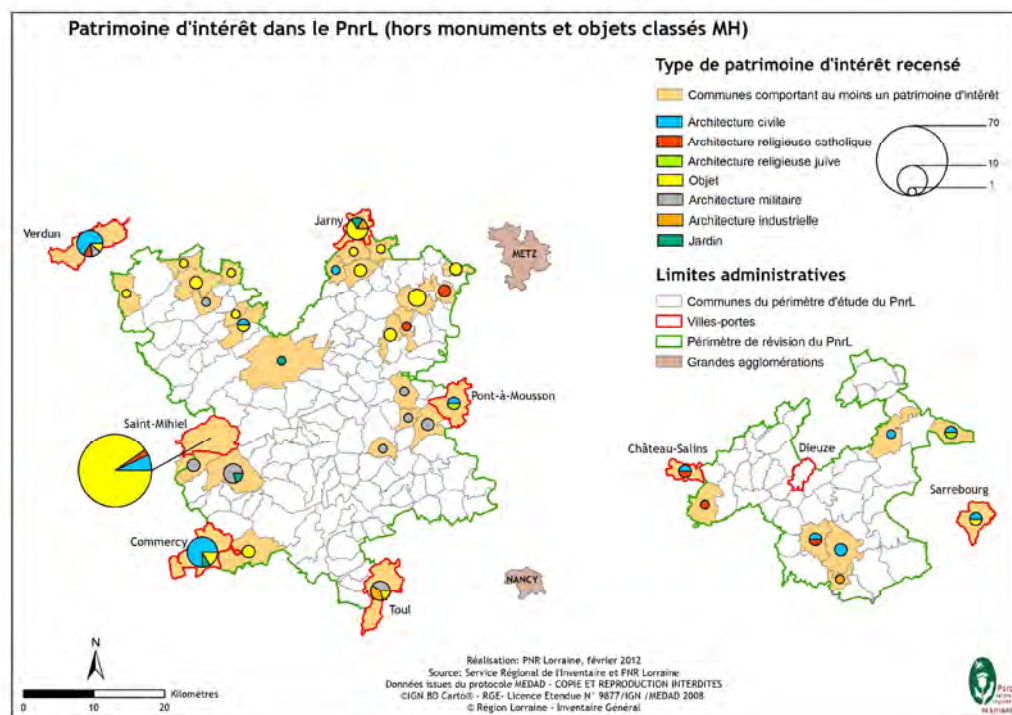 Patrimoine d'intérêt dans le PnrL (hors monuments et objets classés MH)
Type de patrimoine d'intérêt recensé
Communes comportant au moins un patrimoine d'intérêt
Architecture civile
Architecture religieuse catholique
Architecture religieuse juive
Objet
Architecture militaire
Architecture industrielle
Jardin
70
10
1
Limites administratives
Communes du périmètre d'étude du PnrL
Villes-portes
Périmètre de révision du PnrL
Grandes agglomérations
Verdun
Jarny
METZ
Pont-à-Mousson
Saint-Mihiel
Château-Salins
Dieuze
Sarrebourg
Commercy
Toul
NANCY
N
Kilomètres
0
10
20
Réalisation: PNR Lorraine, février 2012
Source: Service Régional de l'Inventaire et PNR Lorraine
Données issues du protocole MEDAD - COPIE ET REPRODUCTION INTERDITES
©IGN BD Carto® - RGE- Licence Etendue N° 9877/IGN /MEDAD 2008
© Région Lorraine - Inventaire Général